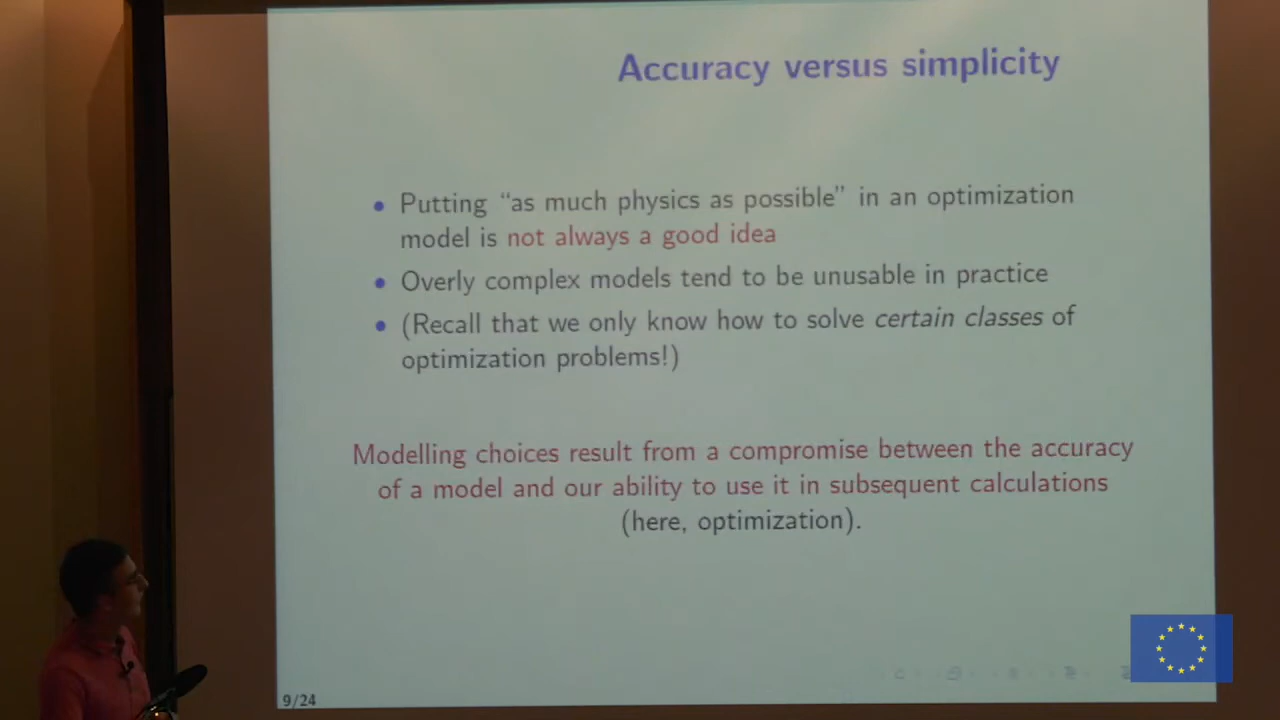 Accuracy versus simplicity
• Putting “as much physics as possible” in an optimization
model is not always a good idea
• Overly complex models tend to be unusable in practice
• (Recall that we only know how to solve certain classes of
optimization problems!)
Modelling choices result from a compromise between the accuracy
of a model and our ability to use it in subsequent calculations
(here, optimization).
9/24